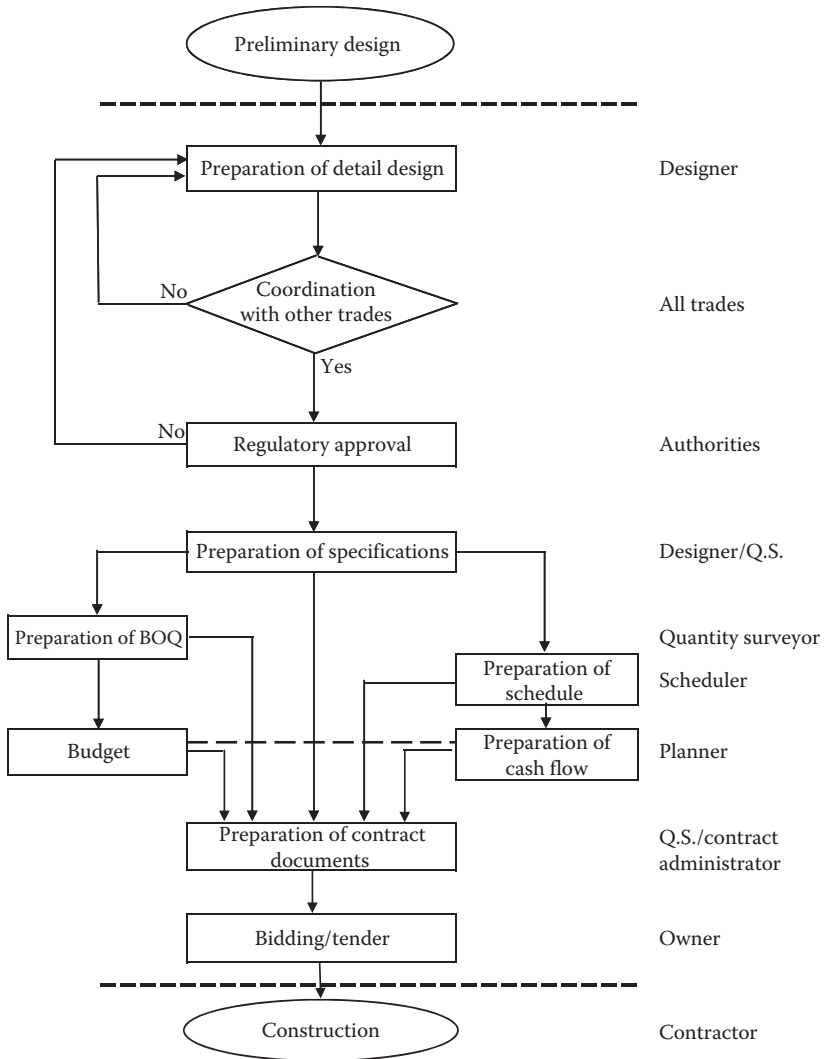 Preliminary design
Preparation of detail design
Designer
No
Coordination
with other trades
All trades
Yes
No
Regulatory approval
Authorities
Preparation of specifications
Designer/Q.S.
Preparation of BOQ
Quantity surveyor
Preparation of
schedule
Scheduler
Budget
Preparation of
cash flow
Planner
Preparation of contract
documents
Q.S./contract
administrator
Bidding/tender
Owner
Construction
Contractor